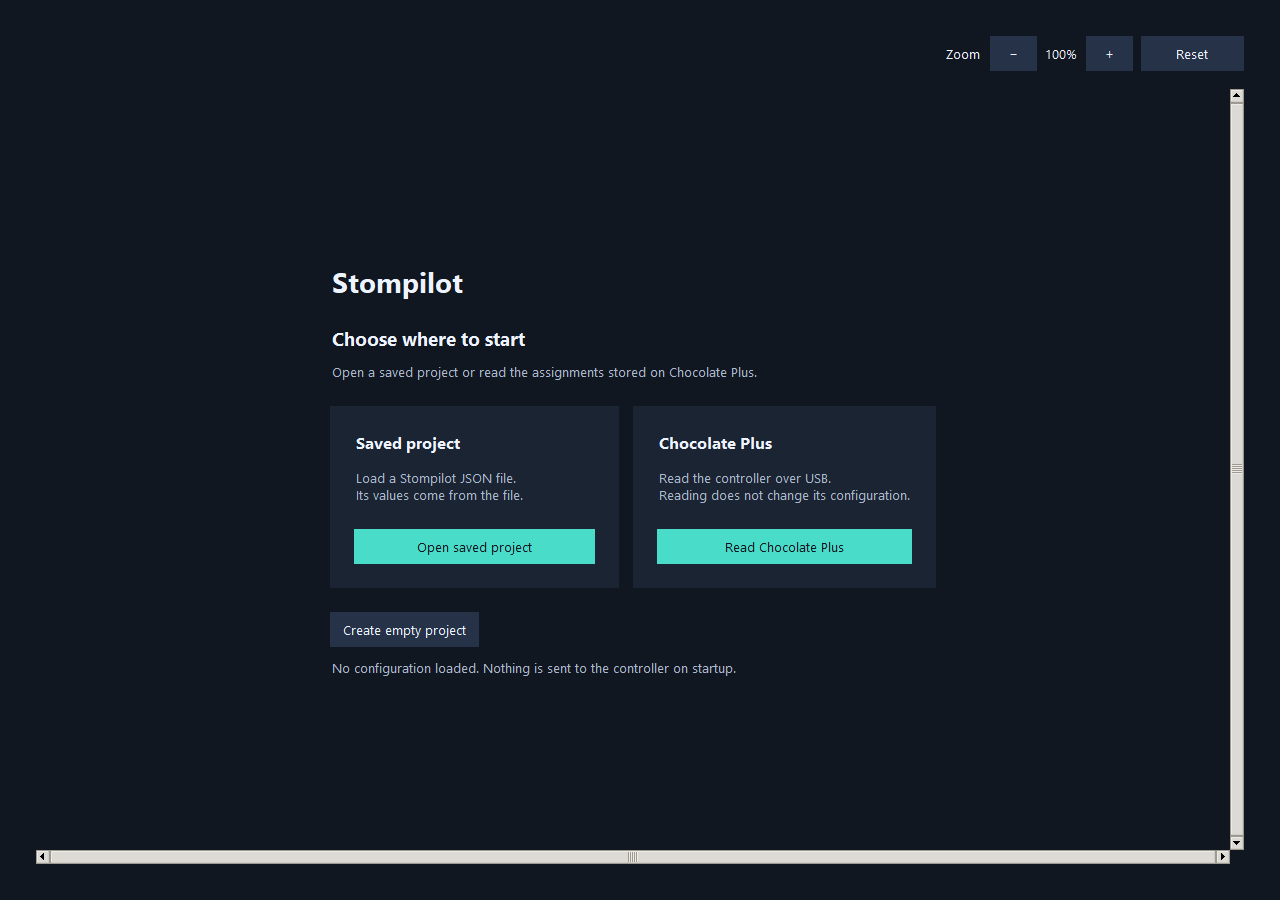 Zoom − 100% + Reset
Stompilot
Choose where to start
Open a saved project or read the assignments stored on Chocolate Plus.
Saved project
Load a Stompilot JSON file.
Its values come from the file.
Open saved project
Chocolate Plus
Read the controller over USB.
Reading does not change its configuration.
Read Chocolate Plus
Create empty project
No configuration loaded. Nothing is sent to the controller on startup.